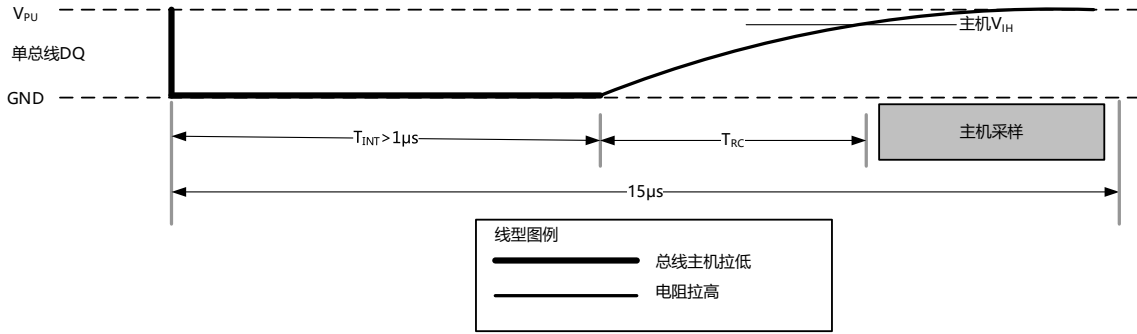 V_PU
主机V_IH
单总线DQ
GND
T_INT>1μs
T_RC
主机采样
15μs
线型图例
总线主机拉低
电阻拉高